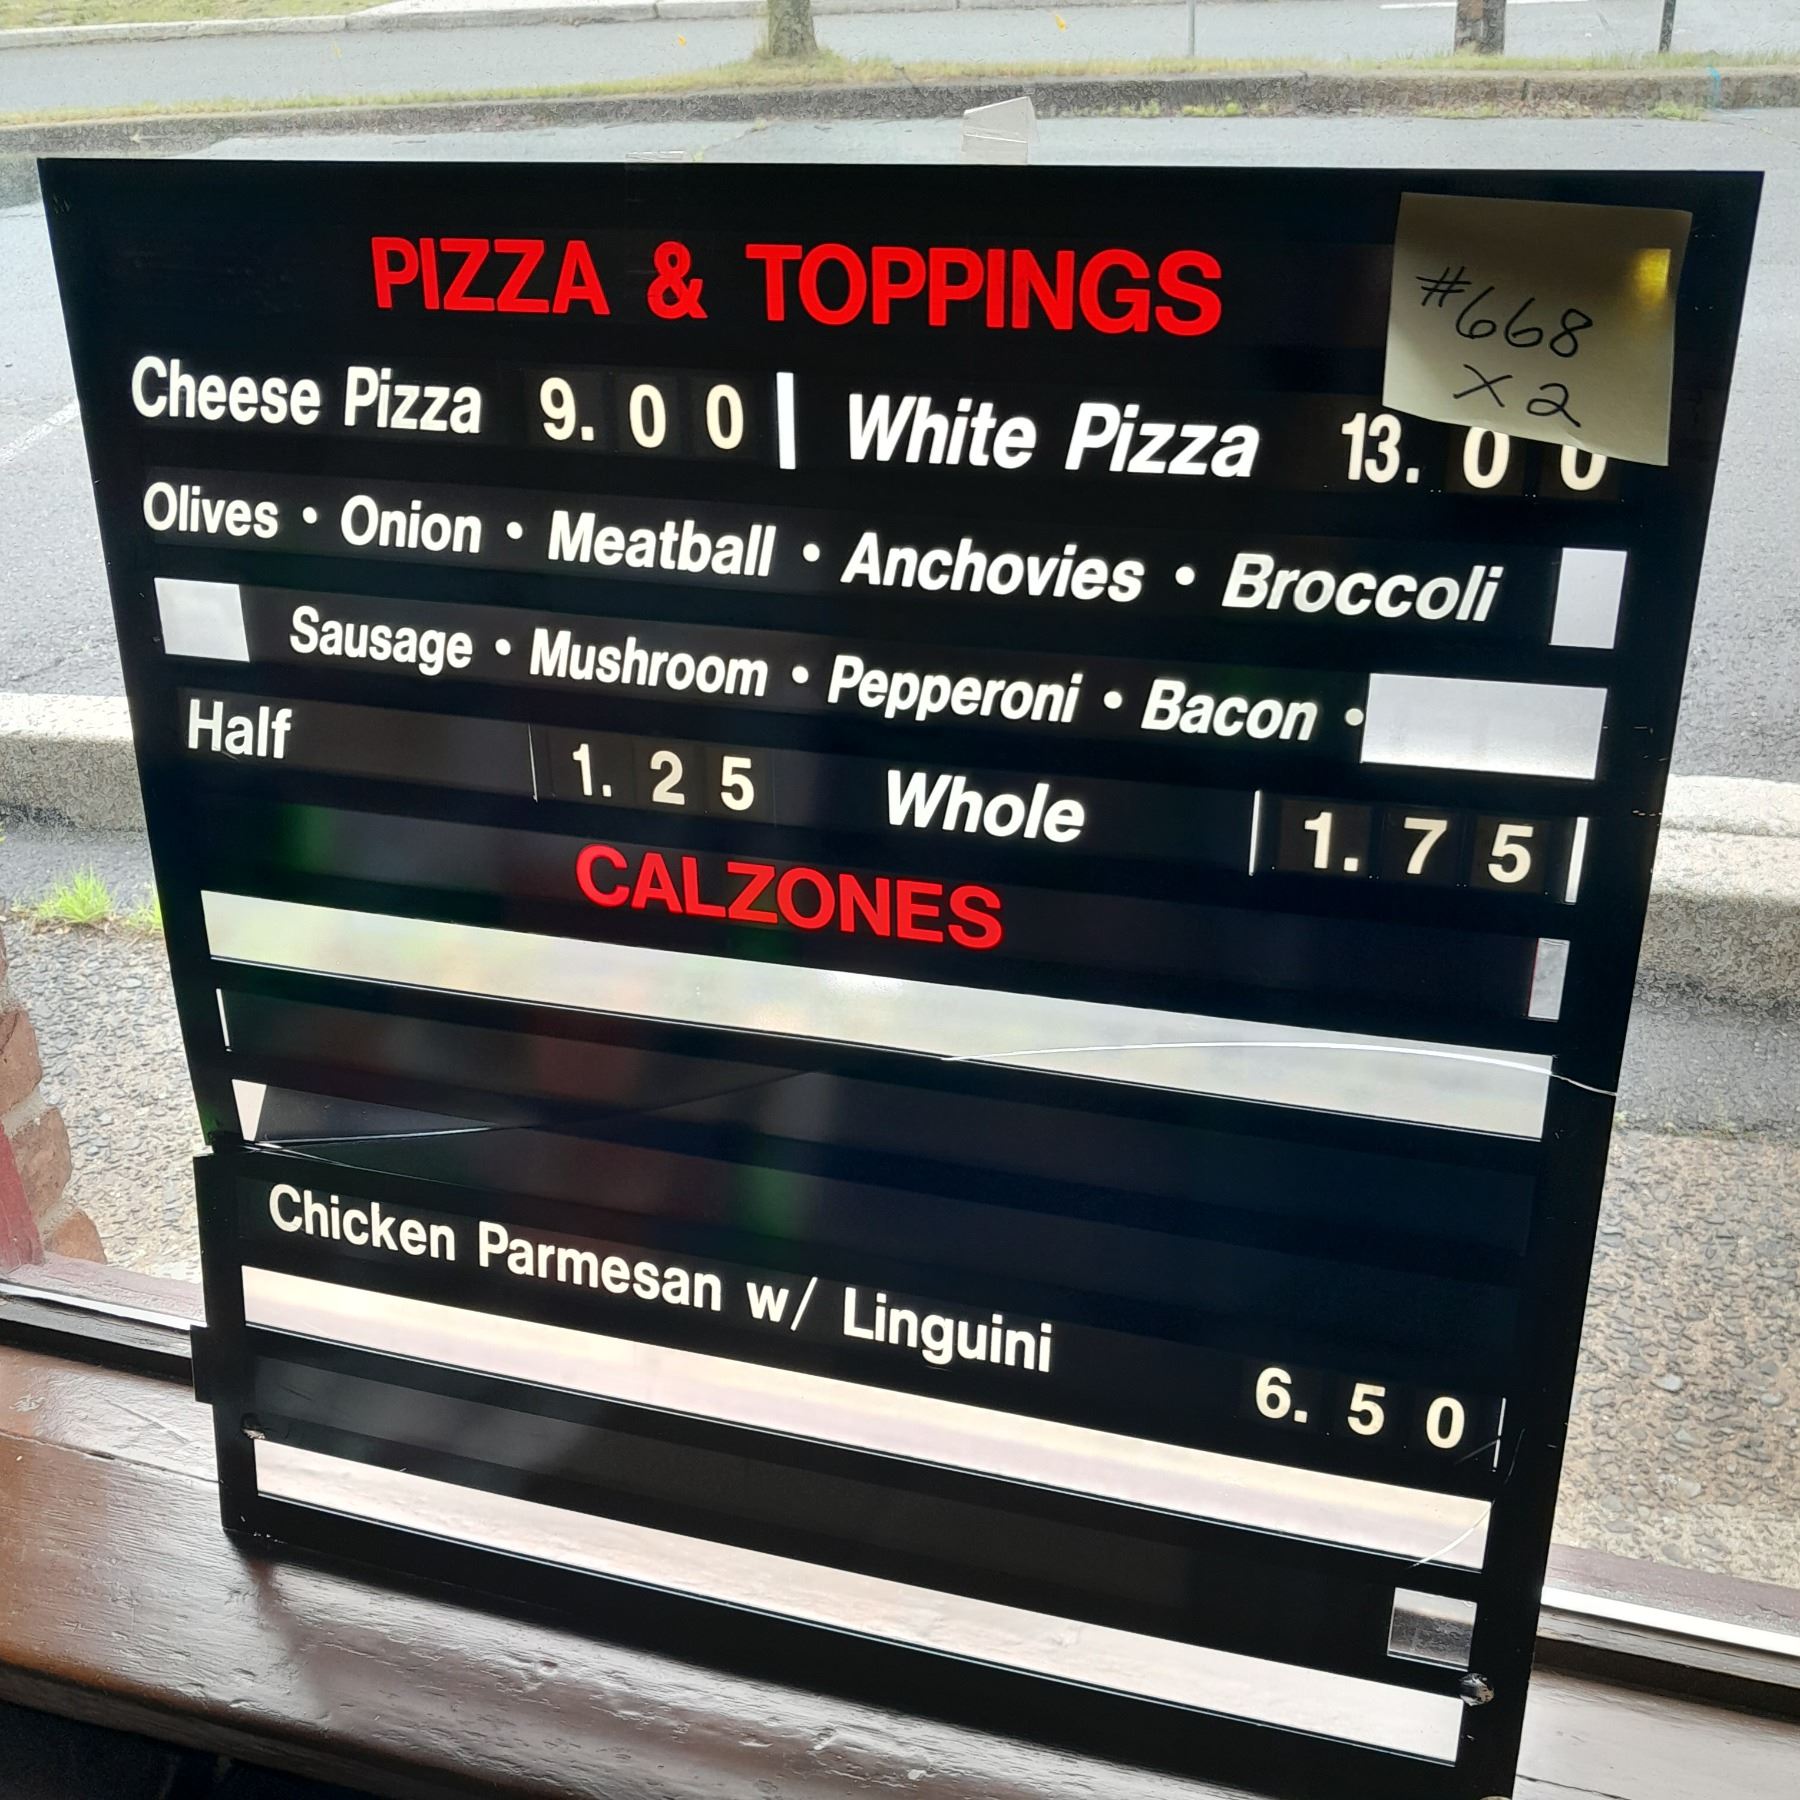 PIZZA & TOPPINGS
#668
X2
Cheese Pizza 9.00 White Pizza 13.00
Olives • Onion • Meatball • Anchovies • Broccoli
Sausage • Mushroom • Pepperoni • Bacon •
Half 1.25 Whole 1.75
CALZONES
Chicken Parmesan w/ Linguini 6.50